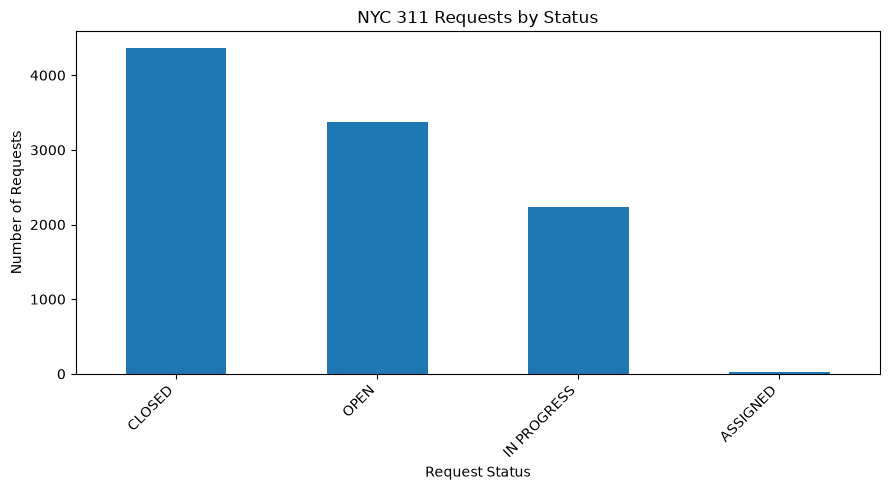 NYC 311 Requests by Status
Number of Requests
4000
3000
2000
1000
0
CLOSED
OPEN
IN PROGRESS
ASSIGNED
Request Status